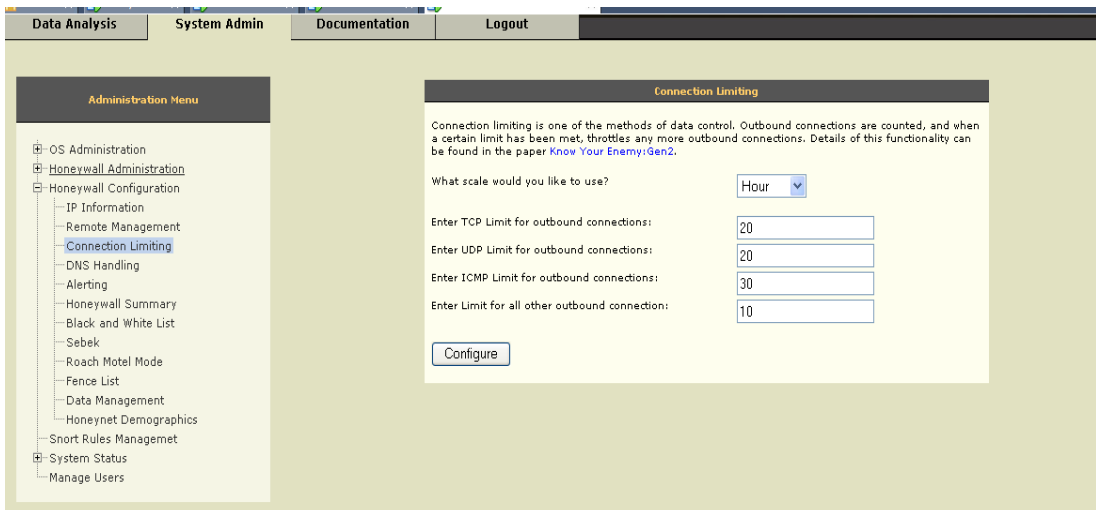 Data Analysis System Admin Documentation Logout
Administration Menu
OS Administration
Honeywall Administration
Honeywall Configuration
IP Information
Remote Management
Connection Limiting
DNS Handling
Alerting
Honeywall Summary
Black and White List
Sebek
Roach Motel Mode
Fence List
Data Management
Honeynet Demographics
Snort Rules Managemet
System Status
Manage Users
Connection Limiting
Connection limiting is one of the methods of data control. Outbound connections are counted, and when
a certain limit has been met, throttles any more outbound connections. Details of this functionality can
be found in the paper Know Your Enemy:Gen2.
What scale would you like to use? Hour
Enter TCP Limit for outbound connections: 20
Enter UDP Limit for outbound connections: 20
Enter ICMP Limit for outbound connections: 30
Enter Limit for all other outbound connection: 10
Configure